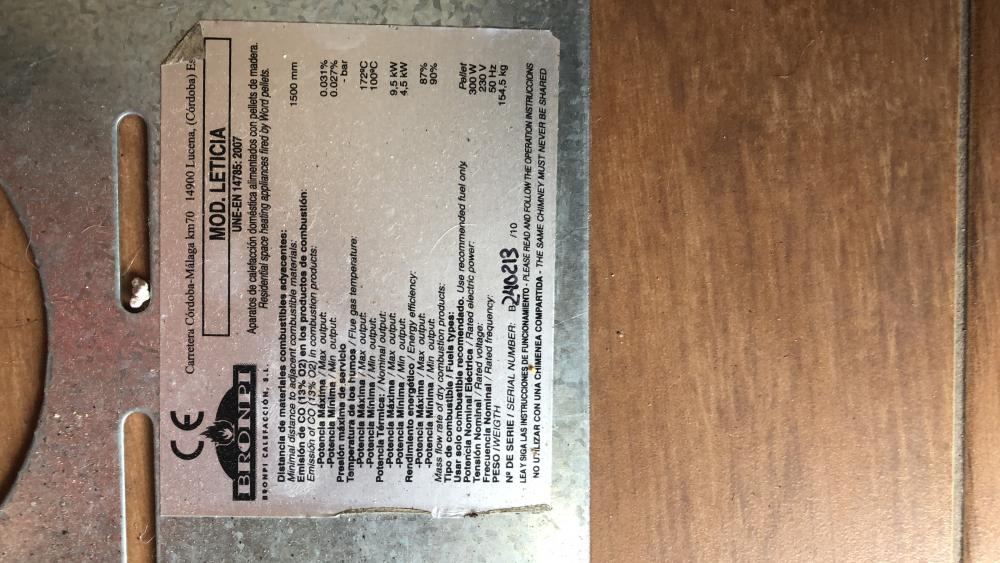 Carretera Córdoba-Málaga km70 14900 Lucena, (Córdoba) Es
CE
BRONPI
BRONPI CALEFACCIÓN, S.L.
MOD. LETICIA
UNE-EN 14785: 2007
Aparatos de calefacción doméstica alimentados con pellets de madera.
Residential space heating appliances fired by Word pellets.
Distancia de materiales combustibles adyacentes:
Minimal distance to adjacent combustible materials: 1500 mm
Emisión de CO (13% O2) en los productos de combustión:
Emission of CO (13% O2) in combustion products:
-Potencia Máxima / Max output: 0.031%
-Potencia Mínima / Min output: 0.027%
Presión máxima de servicio - bar
Temperatura de los humos / Flue gas temperature:
-Potencia Máxima / Max output: 172ºC
-Potencia Mínima / Min output: 100ºC
Potencia Térmica: / Nominal output:
-Potencia Máxima / Max output: 9,5 kW
-Potencia Mínima / Min output: 4,5 kW
Rendimiento energético / Energy efficiency:
-Potencia Máxima / Max output: 87%
-Potencia Mínima / Min output: 90%
Mass flow rate of dry combustion products:
Tipo de combustible / Fuels types: Pellet
Usar solo combustible recomendado. Use recommended fuel only.
Potencia Nominal Eléctrica / Rated electric power: 300 W
Tensión Nominal / Rated voltage: 230 V
Frecuencia Nominal / Rated frequency: 50 Hz
PESO / WEIGTH 154,5 kg
Nº DE SERIE / SERIAL NUMBER: B 240213 /10
LEA Y SIGA LAS INSTRUCCIONES DE FUNCIONAMIENTO - PLEASE READ AND FOLLOW THE OPERATION INSTRUCCIONS
NO UTILIZAR CON UNA CHIMENEA COMPARTIDA - THE SAME CHIMNEY MUST NEVER BE SHARED